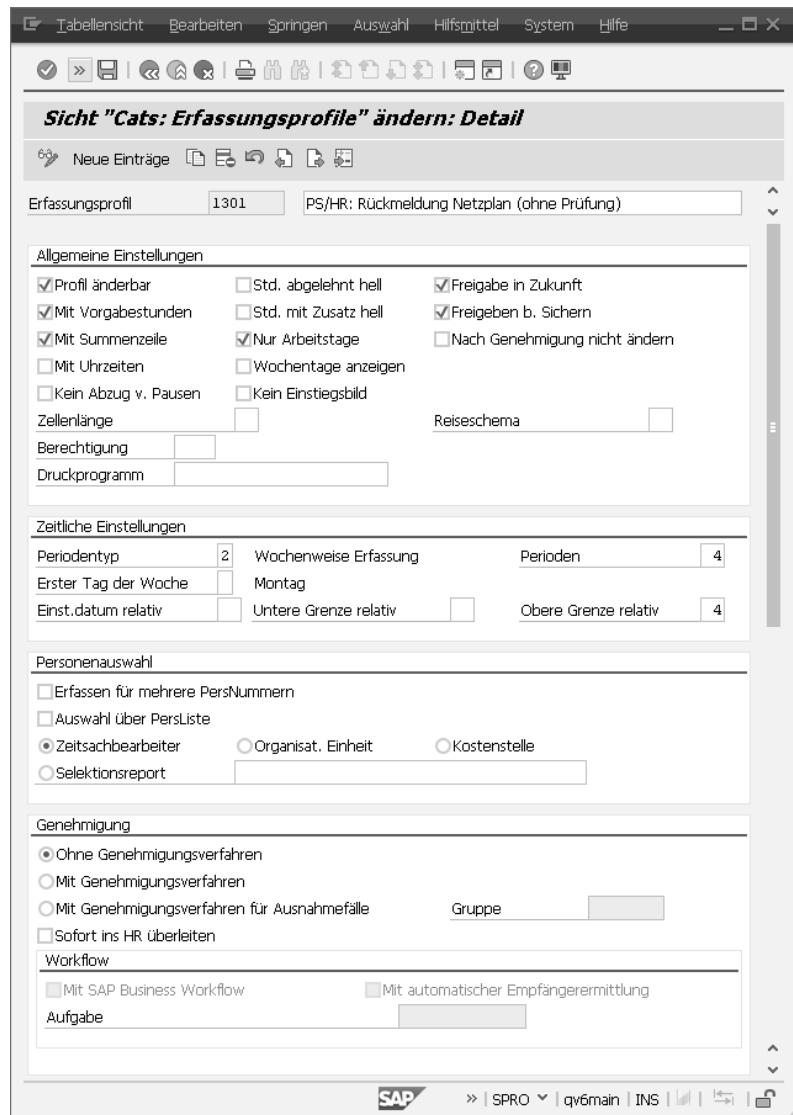 Tabellensicht Bearbeiten Springen Auswahl Hilfsmittel System Hilfe
Sicht "Cats: Erfassungsprofile" ändern: Detail
Neue Einträge
Erfassungsprofil 1301 PS/HR: Rückmeldung Netzplan (ohne Prüfung)
Allgemeine Einstellungen
Profil änderbar Std. abgelehnt hell Freigabe in Zukunft
Mit Vorgabestunden Std. mit Zusatz hell Freigeben b. Sichern
Mit Summenzeile Nur Arbeitstage Nach Genehmigung nicht ändern
Mit Uhrzeiten Wochentage anzeigen
Kein Abzug v. Pausen Kein Einstiegsbild
Zellenlänge Reiseschema
Berechtigung
Druckprogramm
Zeitliche Einstellungen
Periodentyp 2 Wochenweise Erfassung Perioden 4
Erster Tag der Woche Montag
Einst.datum relativ Untere Grenze relativ Obere Grenze relativ 4
Personenauswahl
Erfassen für mehrere PersNummern
Auswahl über PersListe
Zeitsachbearbeiter Organisat. Einheit Kostenstelle
Selektionsreport
Genehmigung
Ohne Genehmigungsverfahren
Mit Genehmigungsverfahren
Mit Genehmigungsverfahren für Ausnahmefälle Gruppe
Sofort ins HR überleiten
Workflow
Mit SAP Business Workflow Mit automatischer Empfängerermittlung
Aufgabe
SAP » SPRO qv6main INS